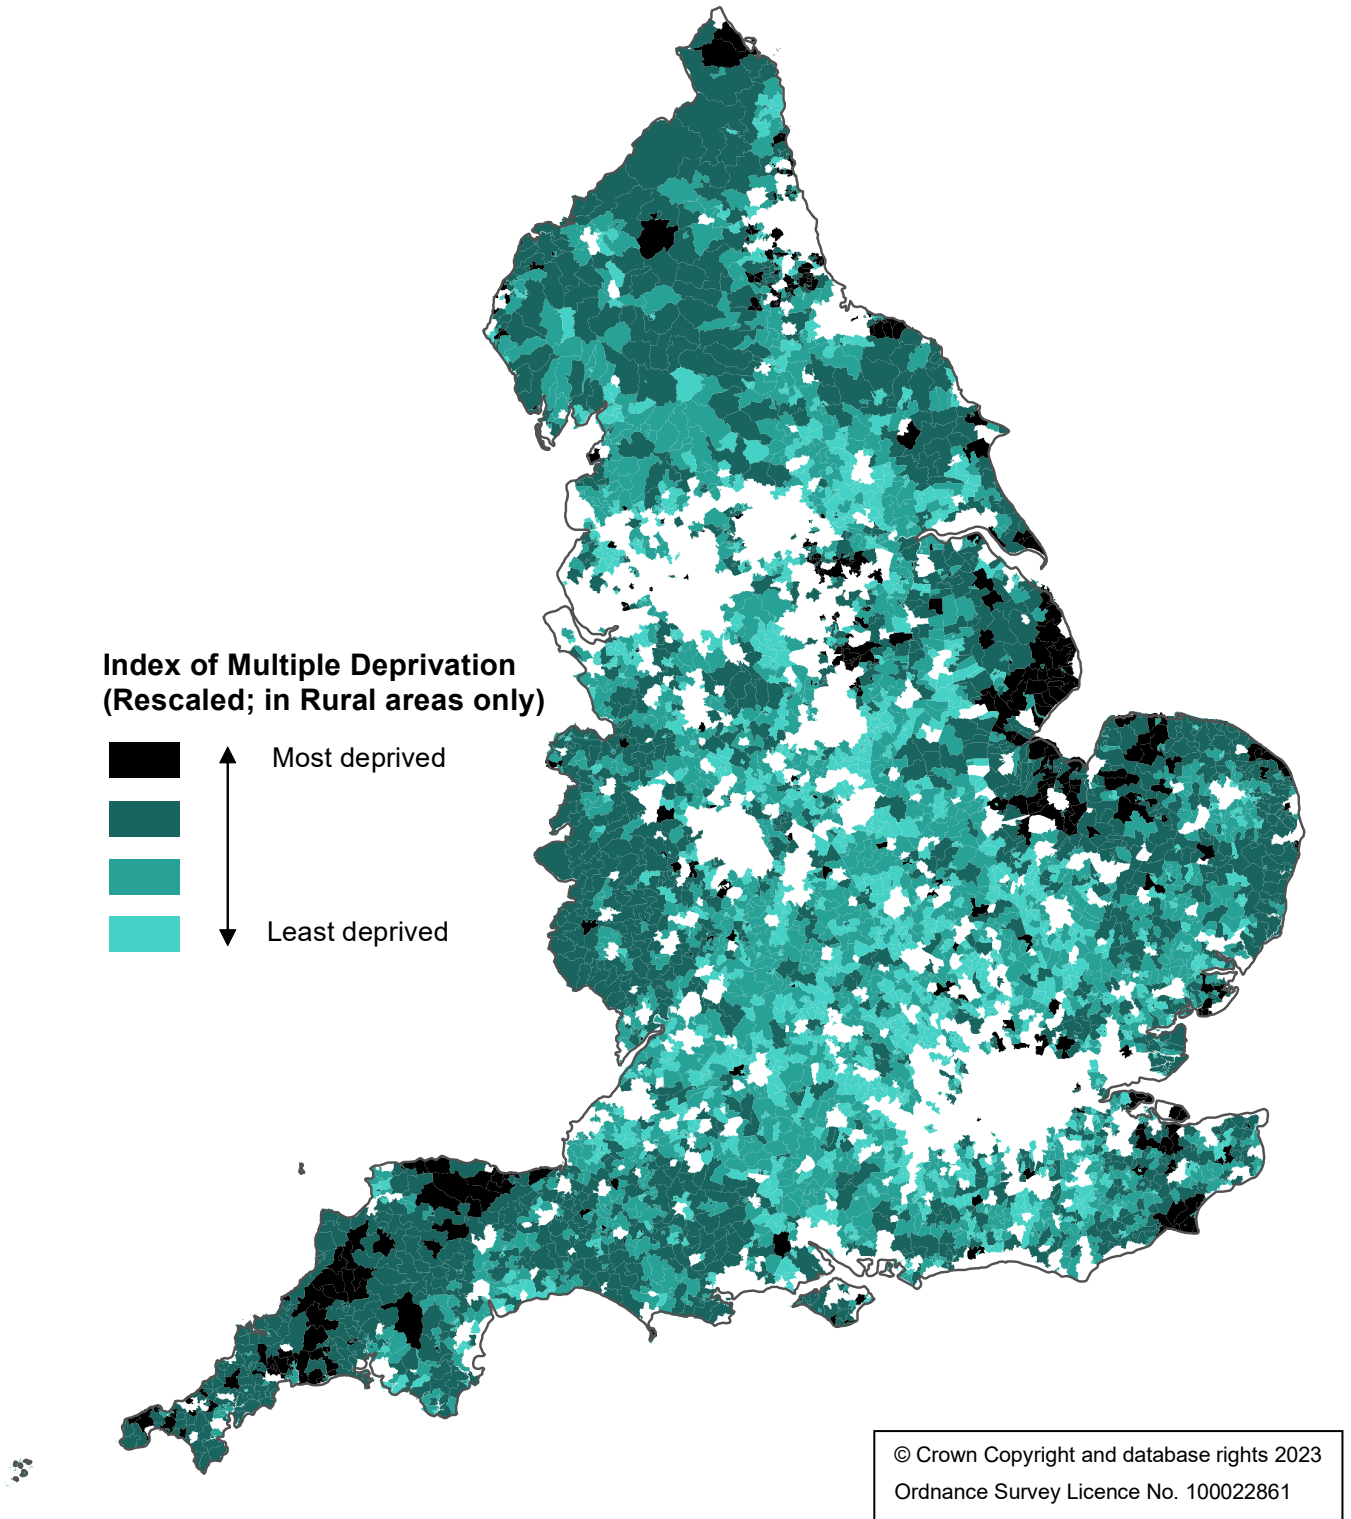 Index of Multiple Deprivation
(Rescaled; in Rural areas only)
Most deprived
Least deprived
© Crown Copyright and database rights 2023
Ordnance Survey Licence No. 100022861